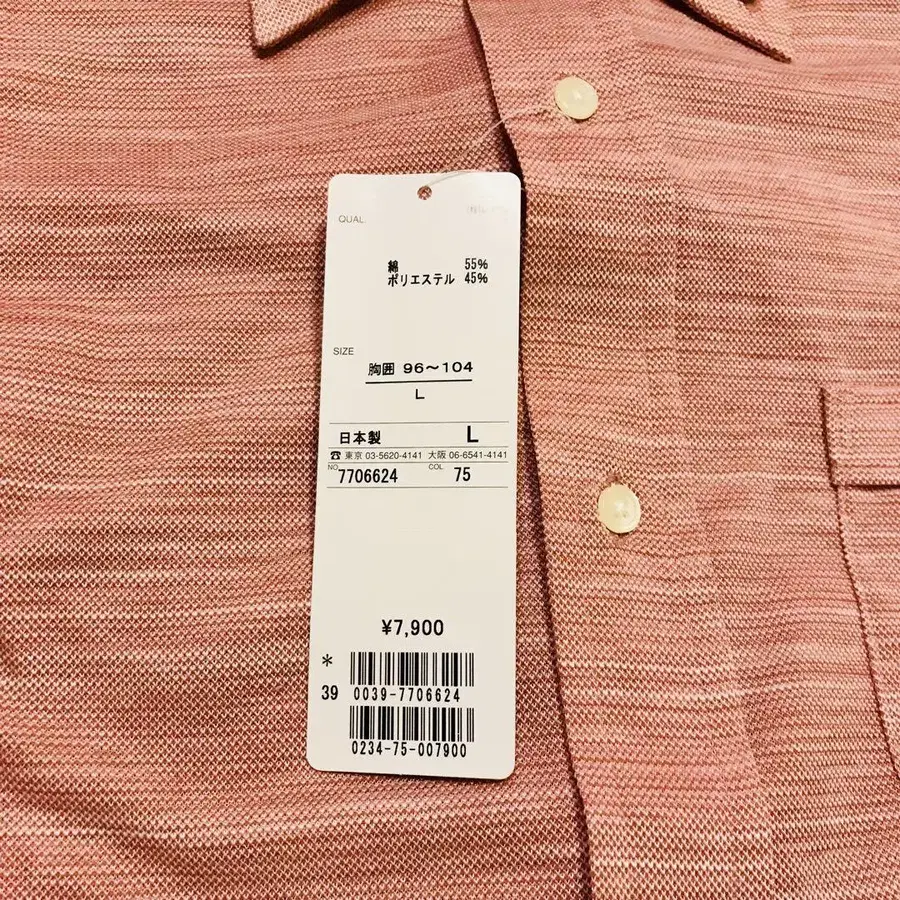 QUAL.
綿 55%
ポリエステル 45%
SIZE
胸囲 96～104
L
日本製 L
☎ 東京 03-5620-4141 大阪 06-6541-4141
NO. 7706624 COL 75
¥7,900
*
39 0039-7706624
0234-75-007900